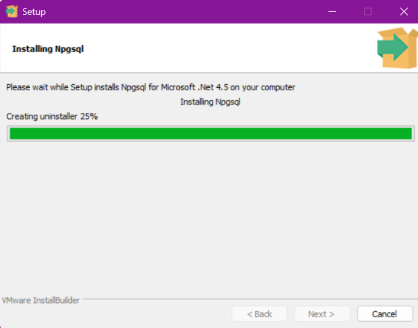 Setup
Installing Npgsql
Please wait while Setup installs Npgsql for Microsoft .Net 4.5 on your computer
Installing Npgsql
Creating uninstaller 25%
VMware InstallBuilder
< Back
Next >
Cancel